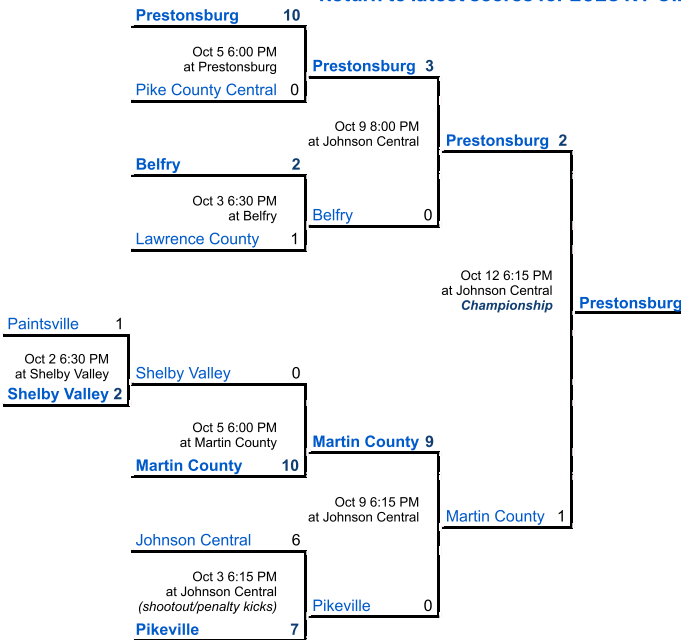 Prestonsburg 10
Oct 5 6:00 PM
at Prestonsburg
Pike County Central 0
Prestonsburg 3
Oct 9 8:00 PM
at Johnson Central
Prestonsburg 2
Belfry 2
Oct 3 6:30 PM
at Belfry
Lawrence County 1
Belfry 0
Oct 12 6:15 PM
at Johnson Central
Championship
Prestonsburg
Paintsville 1
Oct 2 6:30 PM
at Shelby Valley
Shelby Valley 2
Shelby Valley 0
Oct 5 6:00 PM
at Martin County
Martin County 10
Martin County 9
Oct 9 6:15 PM
at Johnson Central
Martin County 1
Johnson Central 6
Oct 3 6:15 PM
at Johnson Central
(shootout/penalty kicks)
Pikeville 7
Pikeville 0